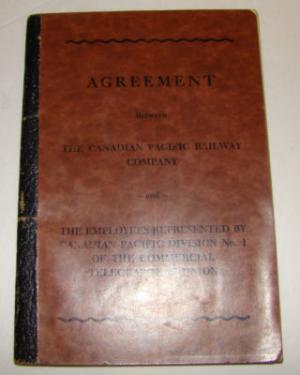 AGREEMENT
Between
THE CANADIAN PACIFIC RAILWAY
COMPANY
— and —
THE EMPLOYEES REPRESENTED BY
CANADIAN PACIFIC DIVISION No. 1
OF THE COMMERCIAL
TELEGRAPHERS' UNION